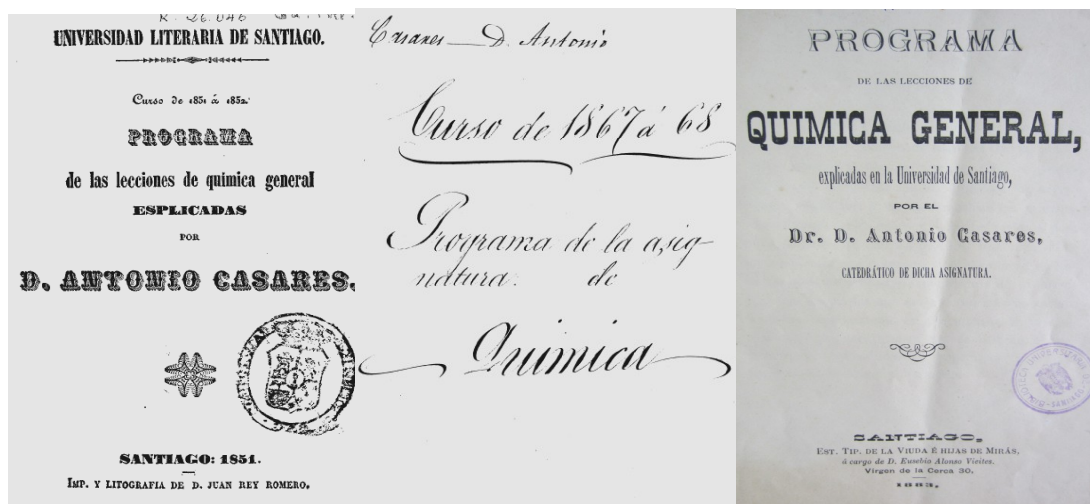 UNIVERSIDAD LITERARIA DE SANTIAGO.
Curso de 1851 á 1852.
PROGRAMA
de las lecciones de quimica general
ESPLICADAS
POR
D. ANTONIO CASARES.
SANTIAGO: 1851.
IMP. Y LITOGRAFIA DE D. JUAN REY ROMERO.
Casares — D. Antonio
Curso de 1867 á 68
Programa de la asig-
natura. de
Quimica
PROGRAMA
DE LAS LECCIONES DE
QUIMICA GENERAL,
explicadas en la Universidad de Santiago,
POR EL
Dr. D. Antonio Casares,
CATEDRÁTICO DE DICHA ASIGNATURA.
SANTIAGO,
EST. TIP. DE LA VIUDA É HIJAS DE MIRÁS,
á cargo de D. Eusebio Alonso Vieites.
Virgen de la Cerca 30.
1883.